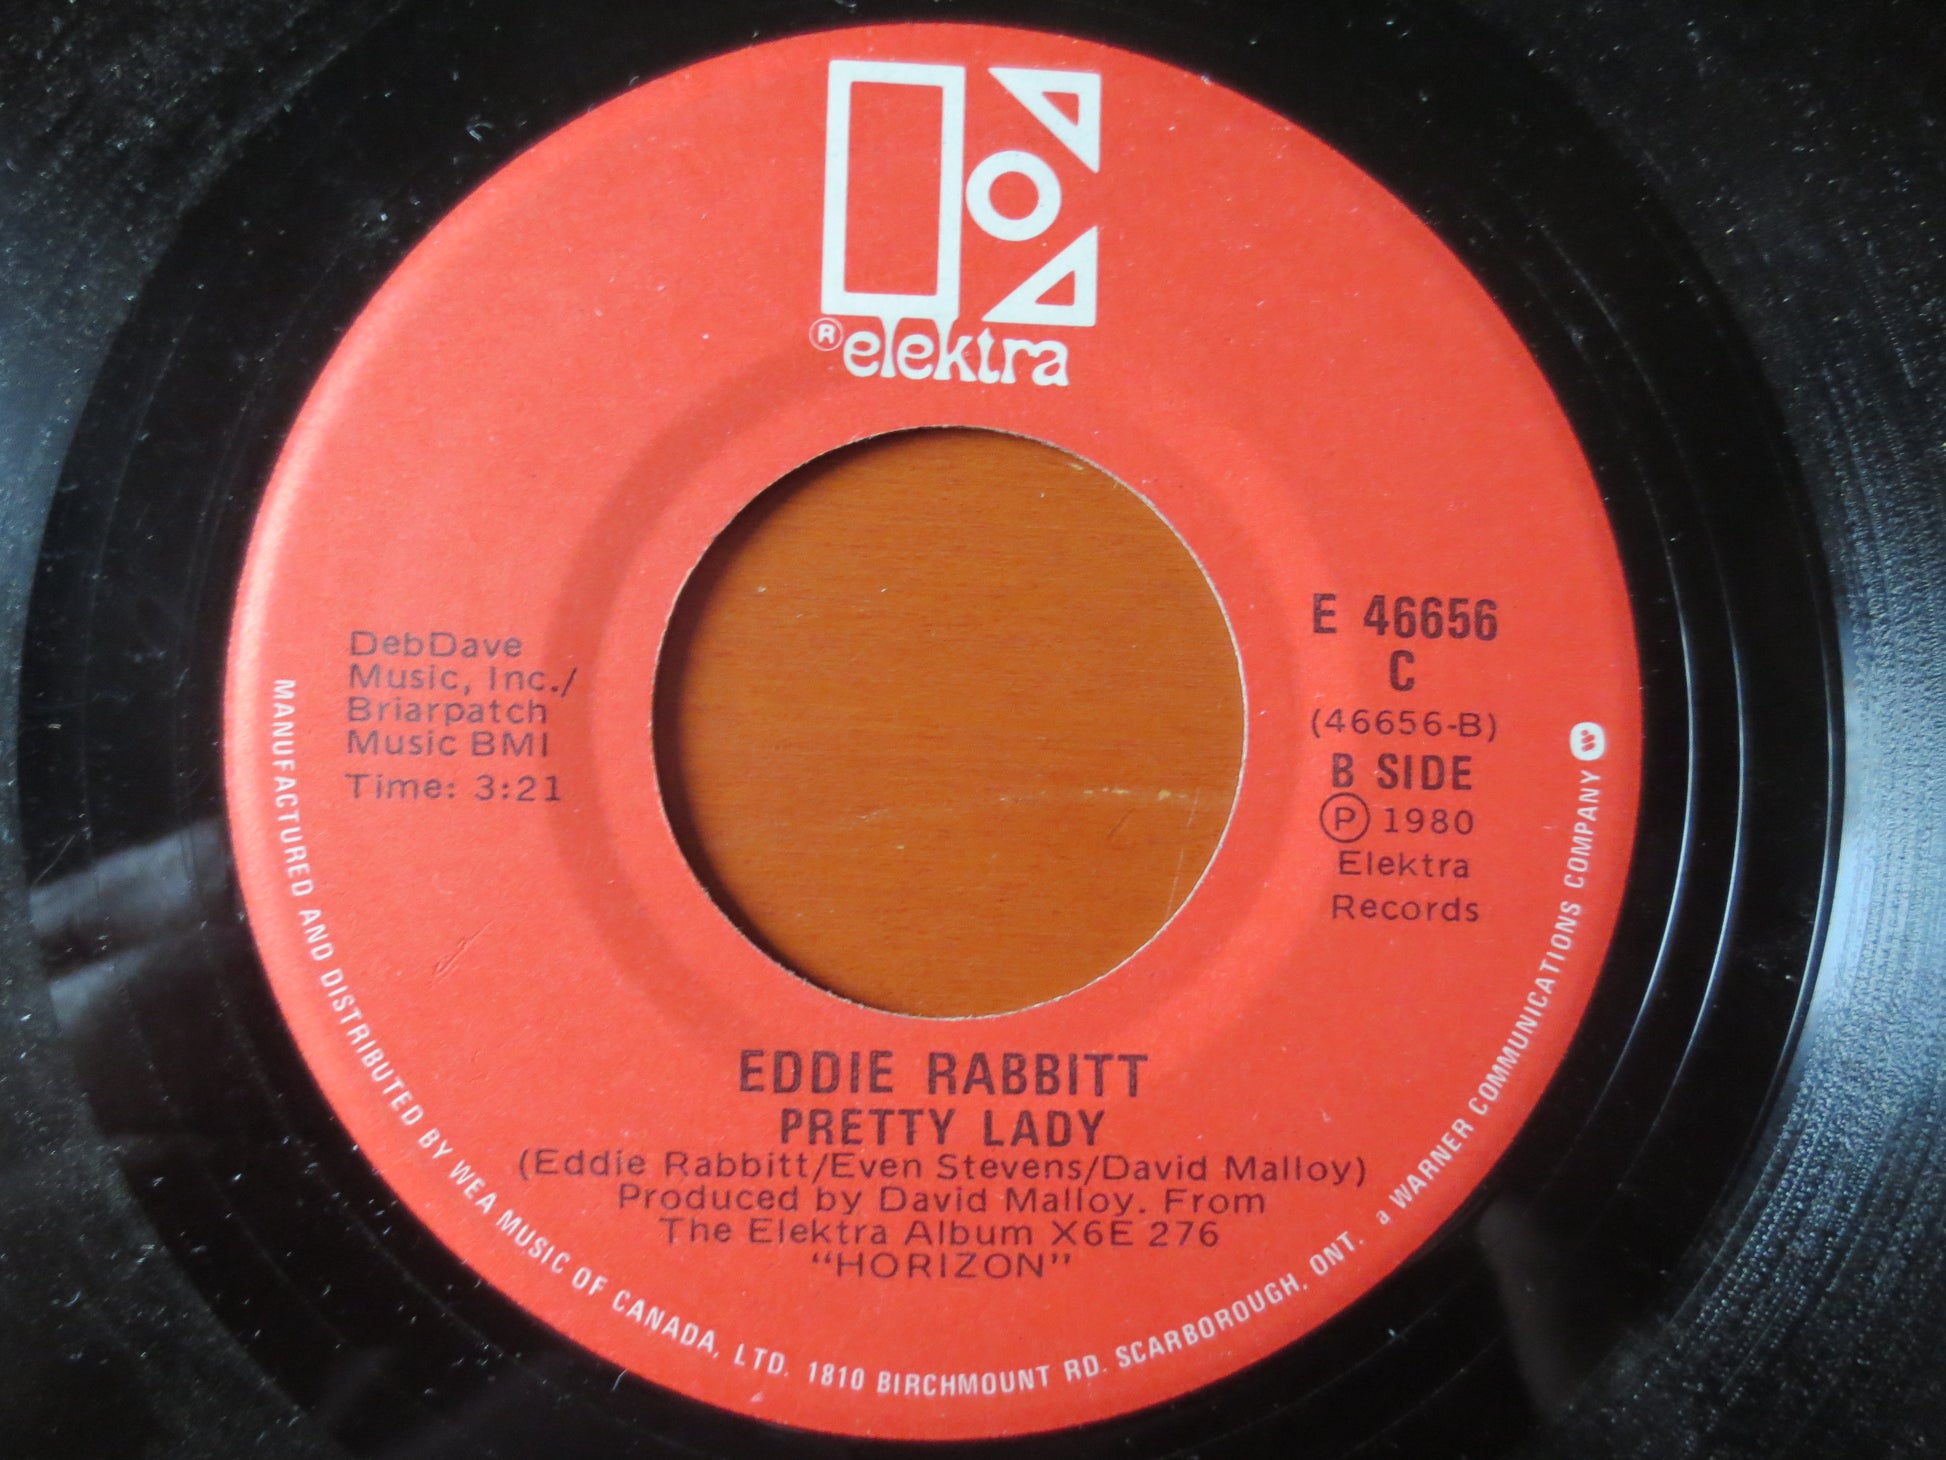 ® elektra
DebDave
Music, Inc./
Briarpatch
Music BMI
Time: 3:21
E 46656
C
(46656-B)
B SIDE
Ⓟ 1980
Elektra
Records
EDDIE RABBITT
PRETTY LADY
(Eddie Rabbitt/Even Stevens/David Malloy)
Produced by David Malloy. From
The Elektra Album X6E 276
“HORIZON”
MANUFACTURED AND DISTRIBUTED BY WEA MUSIC OF CANADA, LTD. 1810 BIRCHMOUNT RD. SCARBOROUGH, ONT. a WARNER COMMUNICATIONS COMPANY